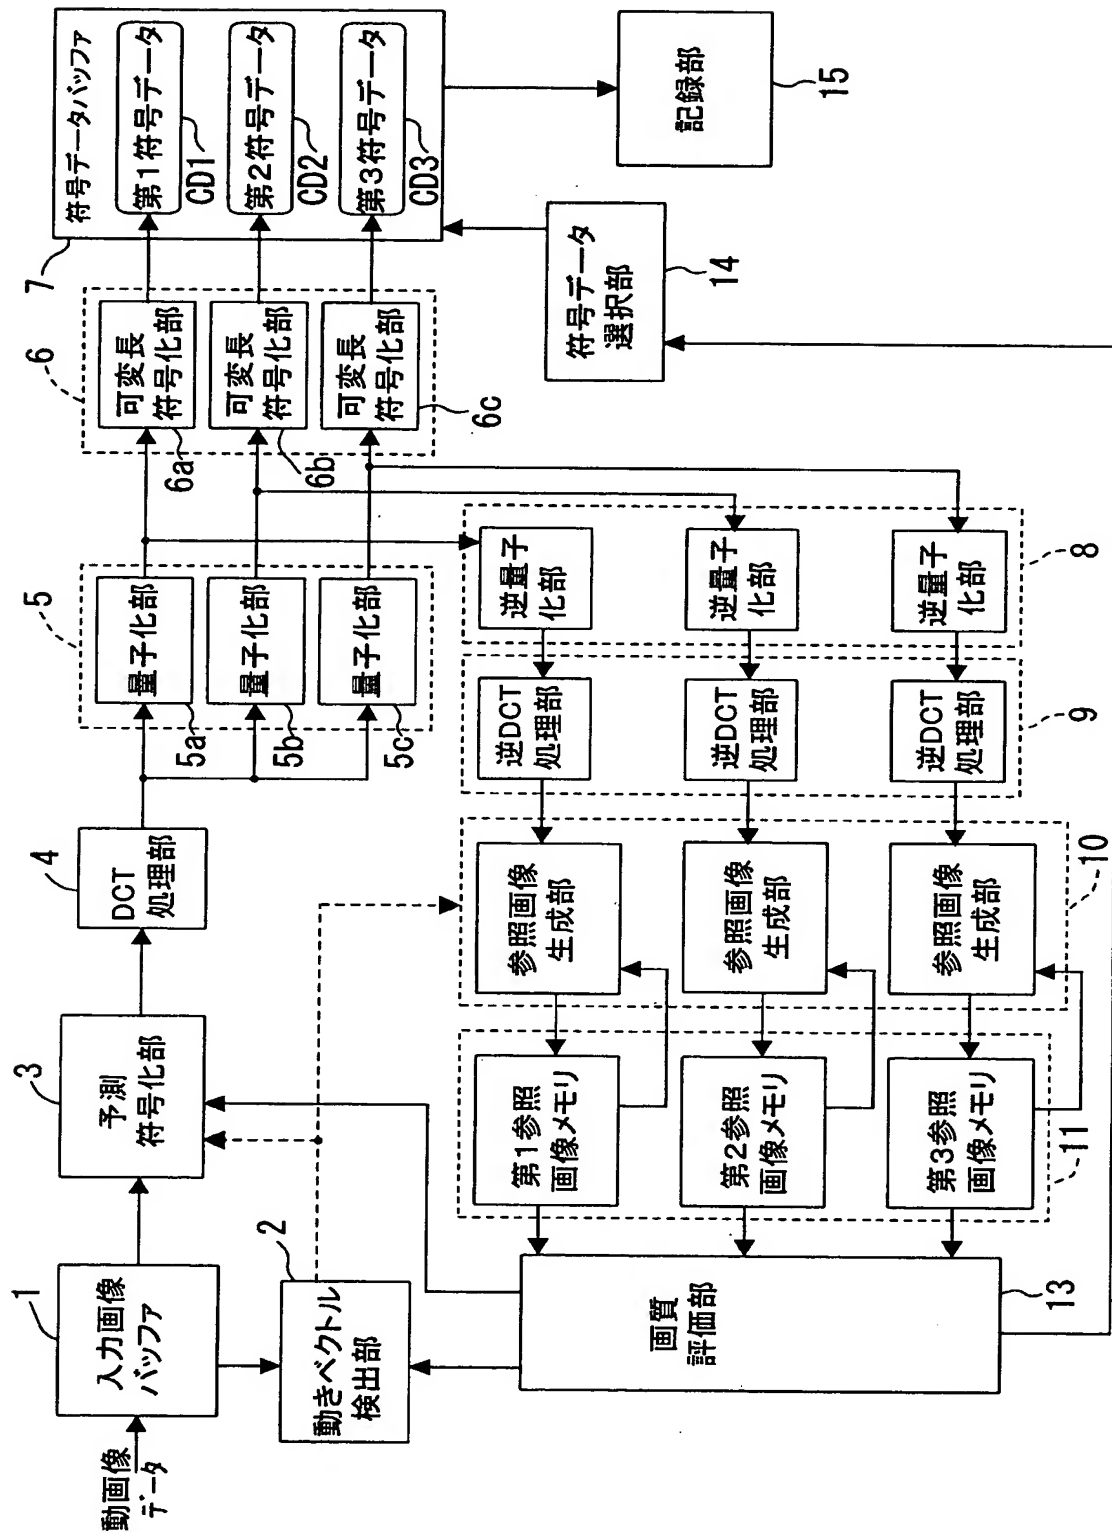 動画像
データ
入力画像
バッファ
1
動きベクトル
検出部
2
予測
符号化部
3
DCT
処理部
4
5
量子化部
5a
量子化部
5b
量子化部
5c
6
可変長
符号化部
6a
可変長
符号化部
6b
可変長
符号化部
6c
7
符号データバッファ
第1符号データ
CD1
第2符号データ
CD2
第3符号データ
CD3
逆量子
化部
逆量子
化部
逆量子
化部
8
逆DCT
処理部
逆DCT
処理部
逆DCT
処理部
9
参照画像
生成部
参照画像
生成部
参照画像
生成部
10
第1参照
画像メモリ
第2参照
画像メモリ
第3参照
画像メモリ
11
画質
評価部
13
符号データ
選択部
14
記録部
15